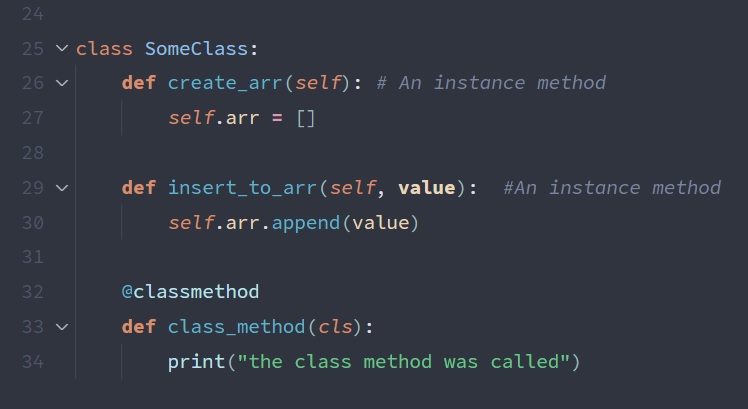 24
25 class SomeClass:
26     def create_arr(self): # An instance method
27         self.arr = []
28
29     def insert_to_arr(self, value):  #An instance method
30         self.arr.append(value)
31
32     @classmethod
33     def class_method(cls):
34         print("the class method was called")